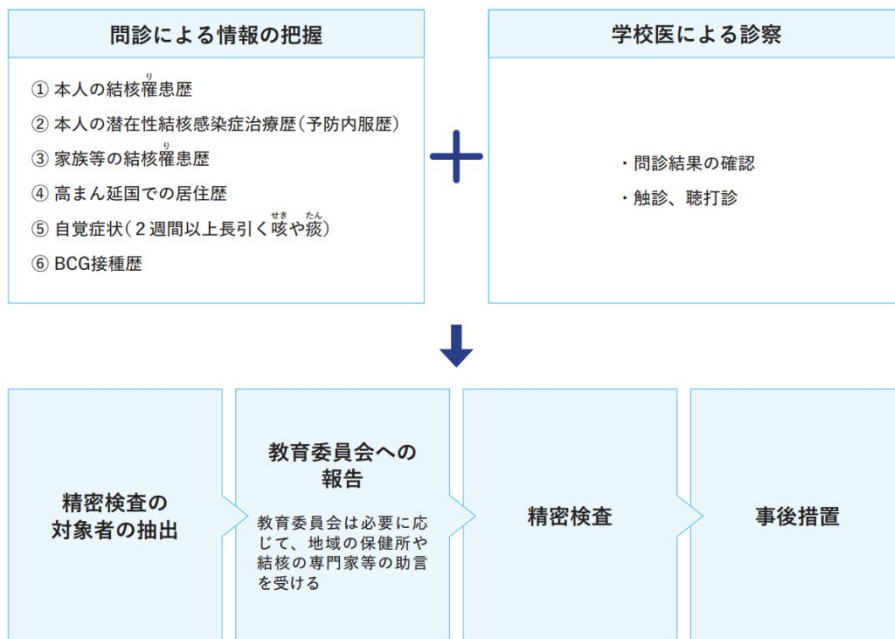 問診による情報の把握
① 本人の結核罹患歴
② 本人の潜在性結核感染症治療歴(予防内服歴)
③ 家族等の結核罹患歴
④ 高まん延国での居住歴
⑤ 自覚症状(2週間以上長引く咳や痰)
⑥ BCG接種歴
り
り
せき
たん
学校医による診察
・問診結果の確認
・触診、聴打診
精密検査の
対象者の抽出
教育委員会への
報告
教育委員会は必要に応
じて、地域の保健所や
結核の専門家等の助言
を受ける
精密検査
事後措置